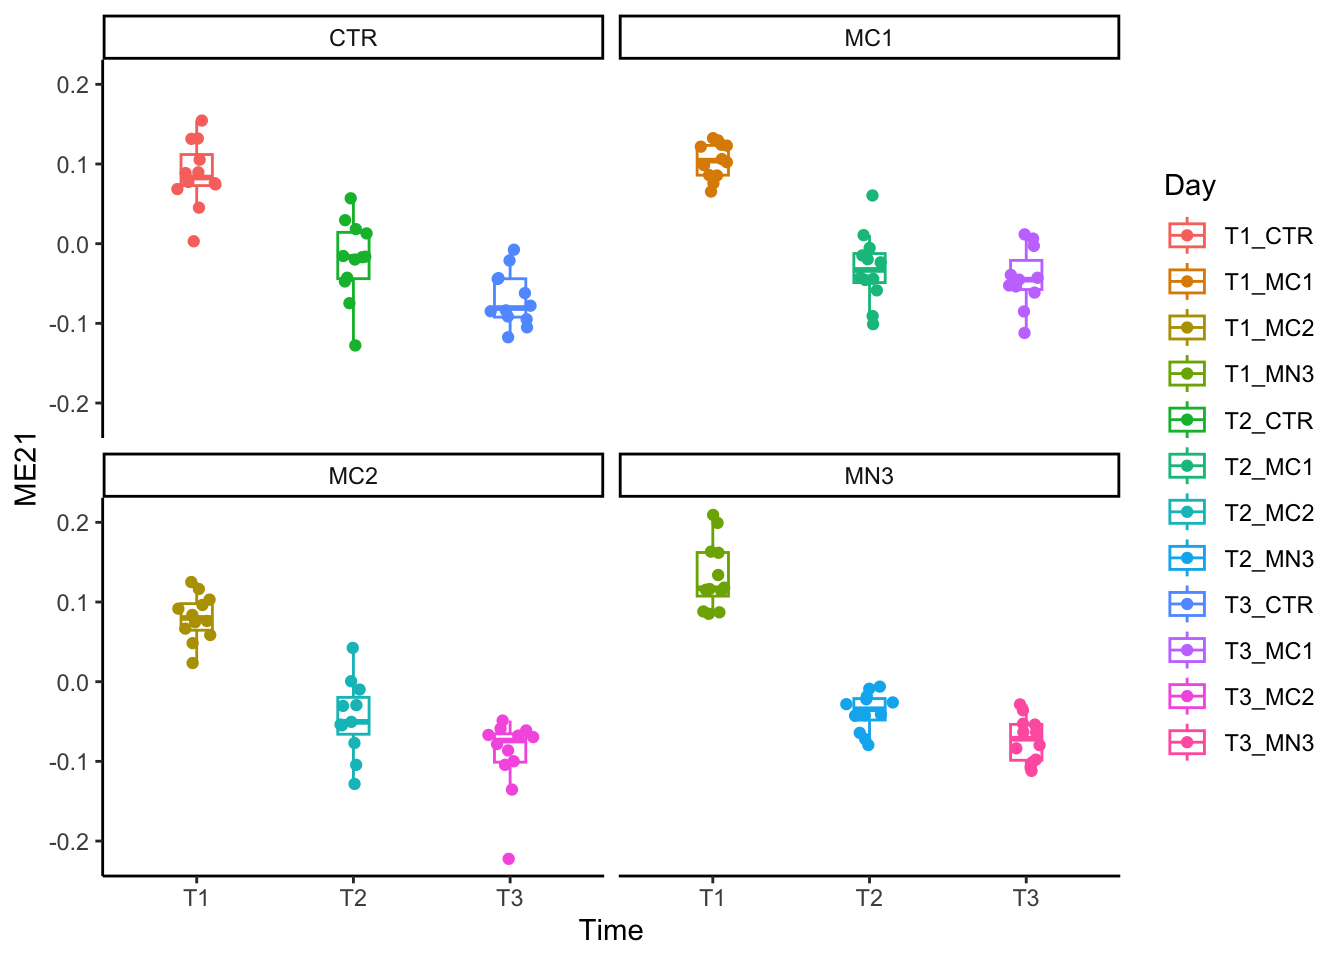 CTR
MC1
0.2
0.1
0.0
-0.1
-0.2
MC2
MN3
0.2
0.1
0.0
-0.1
-0.2
ME21
T1 T2 T3 T1 T2 T3
Time
Day
T1_CTR
T1_MC1
T1_MC2
T1_MN3
T2_CTR
T2_MC1
T2_MC2
T2_MN3
T3_CTR
T3_MC1
T3_MC2
T3_MN3